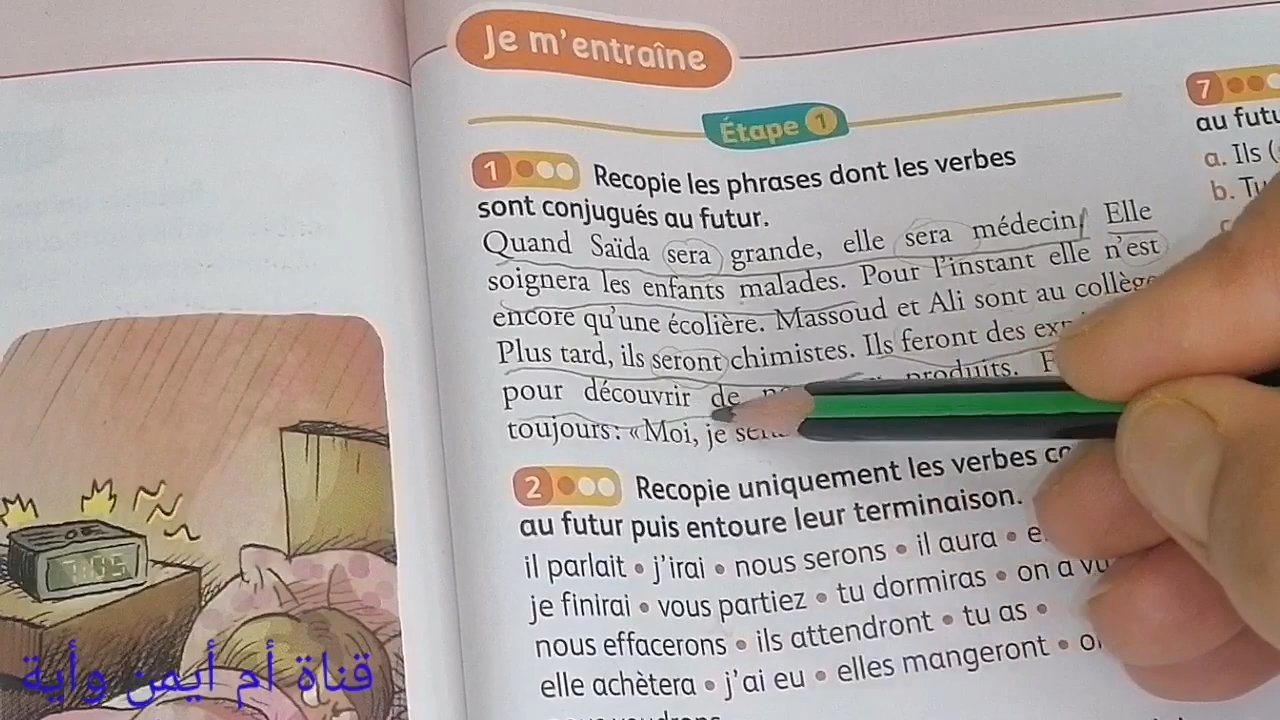 Je m'entraîne
Étape 1
1 Recopie les phrases dont les verbes
sont conjugués au futur.
Quand Saïda sera grande, elle sera médecin. Elle
soignera les enfants malades. Pour l'instant elle n'est
encore qu'une écolière. Massoud et Ali sont au collège
Plus tard, ils seront chimistes. Ils feront des
pour découvrir de produits.
toujours: «Moi, je
2 Recopie uniquement les verbes
au futur puis entoure leur terminaison.
il parlait • j'irai • nous serons • il aura •
je finirai • vous partiez • tu dormiras • on a vu
nous effacerons • ils attendront • tu as •
elle achètera • j'ai eu • elles mangeront •
7
au
a. Ils
b. Tu
7:05
قناة أم أيمن وأية